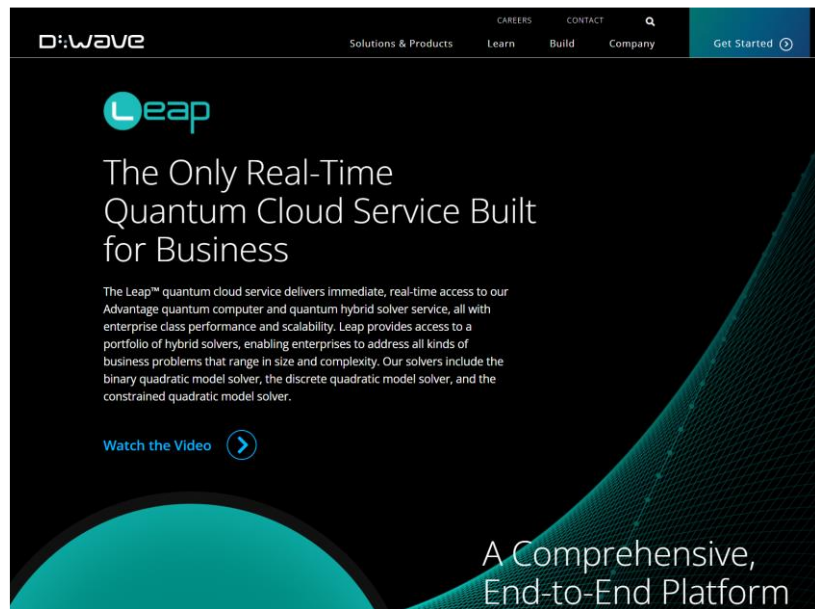 CAREERS CONTACT
D:wave
Solutions & Products Learn Build Company Get Started
Leap
The Only Real-Time
Quantum Cloud Service Built
for Business
The Leap™ quantum cloud service delivers immediate, real-time access to our
Advantage quantum computer and quantum hybrid solver service, all with
enterprise class performance and scalability. Leap provides access to a
portfolio of hybrid solvers, enabling enterprises to address all kinds of
business problems that range in size and complexity. Our solvers include the
binary quadratic model solver, the discrete quadratic model solver, and the
constrained quadratic model solver.
Watch the Video
A Comprehensive,
End-to-End Platform